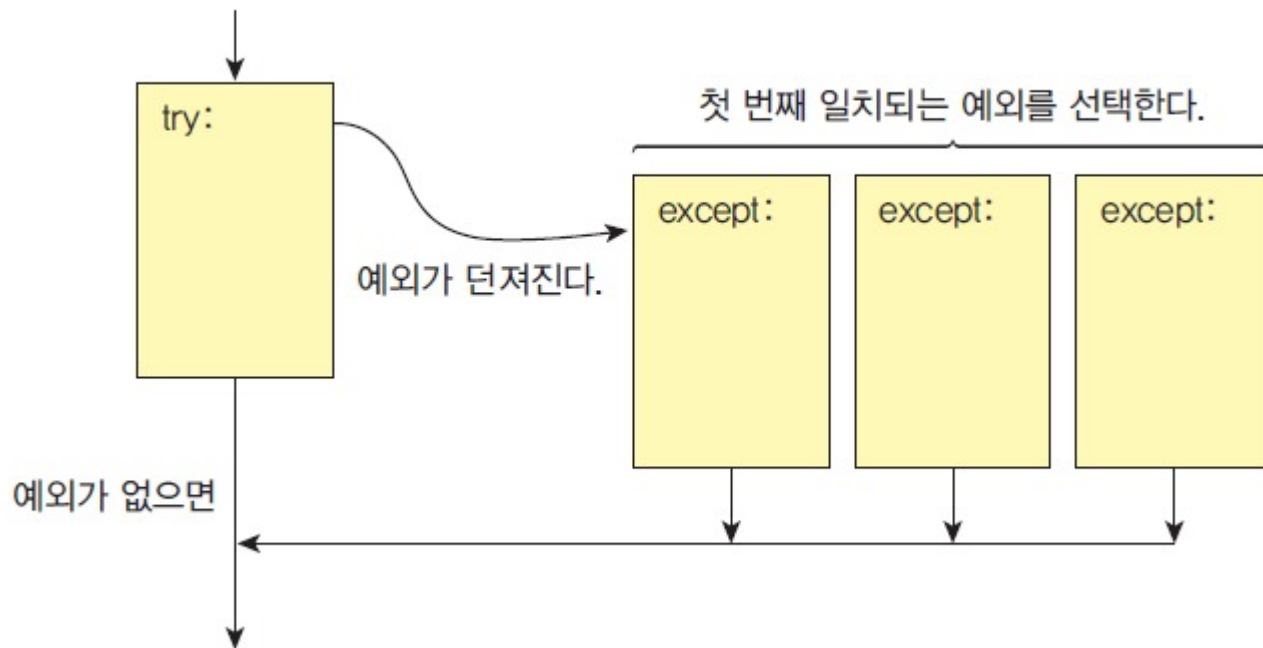 try:
첫 번째 일치되는 예외를 선택한다.
except:
except:
except:
예외가 던져진다.
예외가 없으면